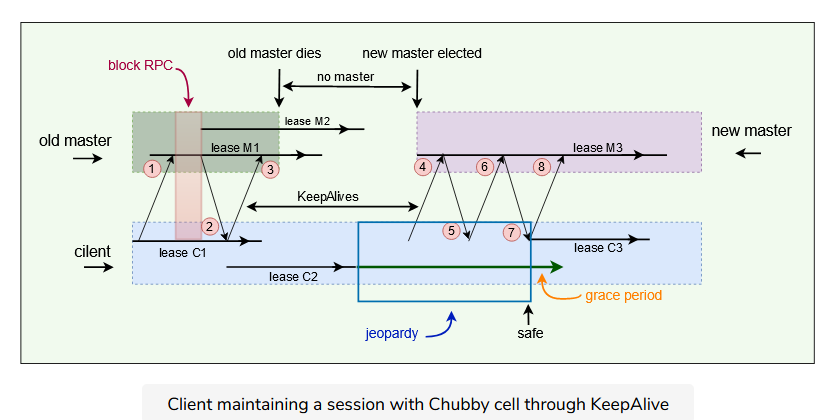 old master dies
new master elected
block RPC
no master
lease M2
old master
new master
lease M1
lease M3
1
3
4
6
8
KeepAlives
2
5
7
cilent
lease C1
lease C3
lease C2
grace period
jeopardy
safe
Client maintaining a session with Chubby cell through KeepAlive